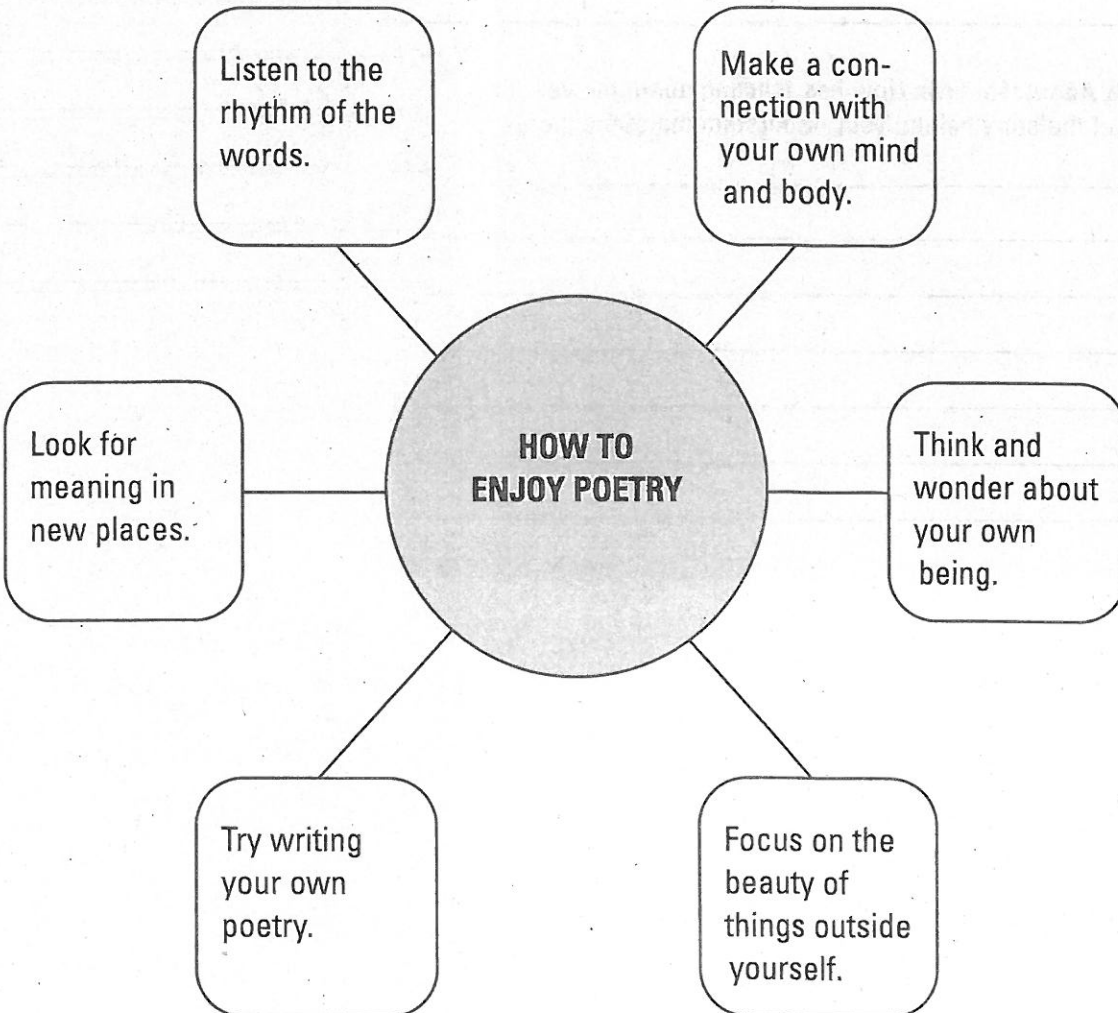 Listen to the
rhythm of the
words.
Make a con-
nection with
your own mind
and body.
Look for
meaning in
new places.
HOW TO
ENJOY POETRY
Think and
wonder about
your own
being.
Try writing
your own
poetry.
Focus on the
beauty of
things outside
yourself.